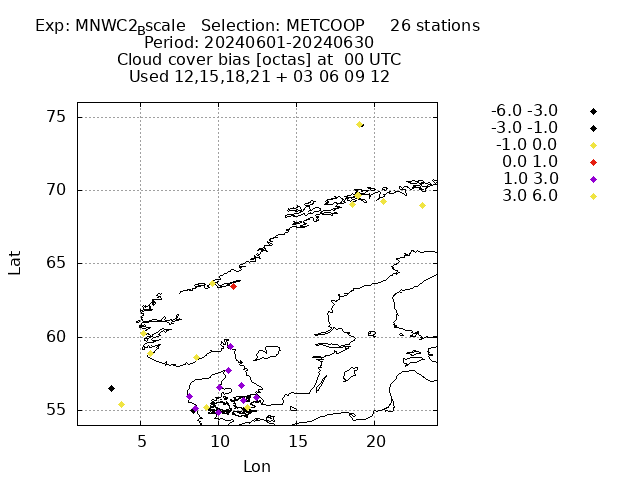 Exp: MNWC2_Bscale   Selection: METCOOP     26 stations
Period: 20240601-20240630
Cloud cover bias [octas] at  00 UTC
Used 12,15,18,21 + 03 06 09 12
75
70
65
60
55
5
10
15
20
Lat
Lon
-6.0 -3.0
-3.0 -1.0
-1.0 0.0
0.0 1.0
1.0 3.0
3.0 6.0